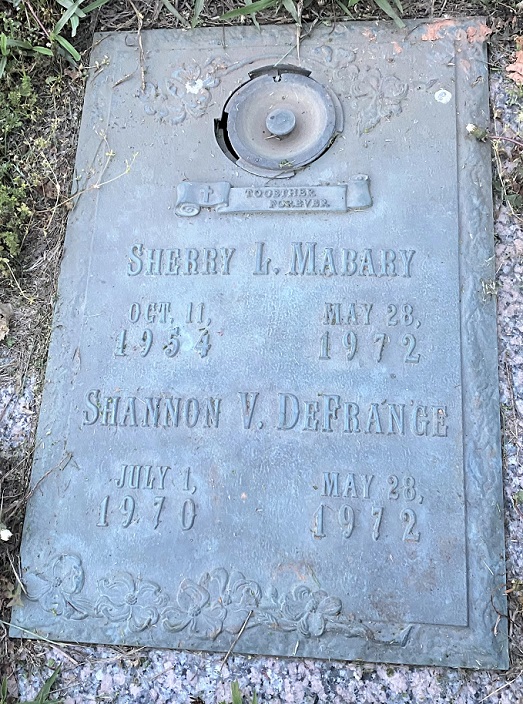 TOGETHER
FOREVER
SHERRY L. MABARY
OCT. 11, MAY 28,
1954 1972
SHANNON V. DEFRANGE
JULY 1, MAY 28,
1970 1972